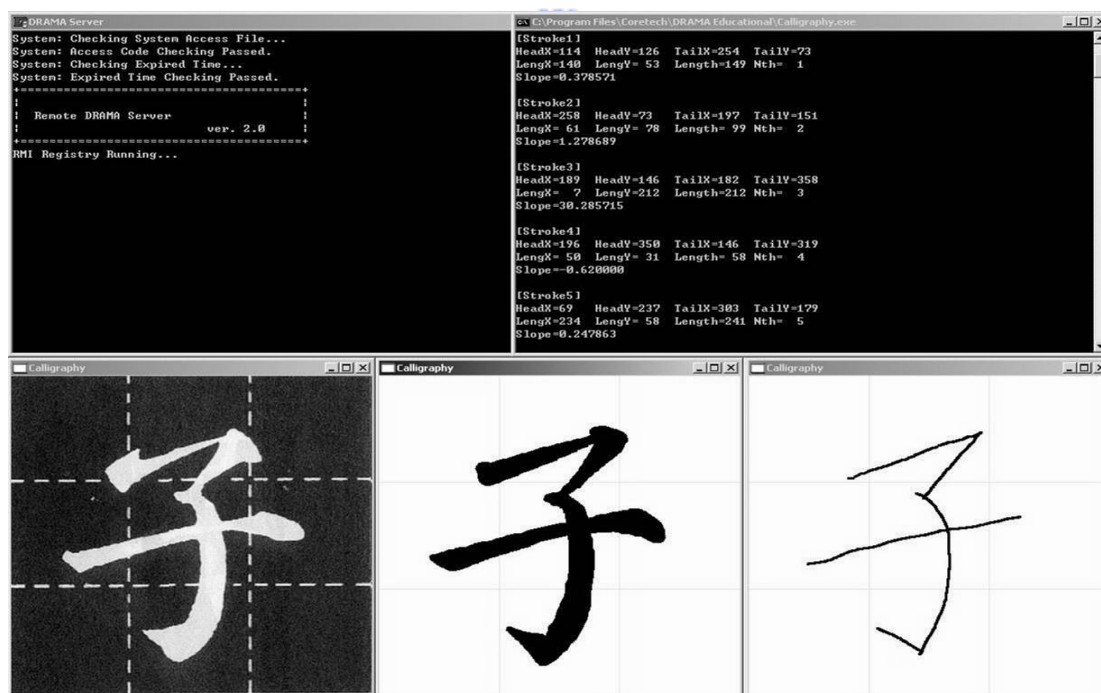 DRAMA Server
System: Checking System Access File...
System: Access Code Checking Passed.
System: Checking Expired Time...
System: Expired Time Checking Passed.
Remote DRAMA Server
ver. 2.0
RMI Registry Running...
C:\Program Files\Coretech\DRAMA Educational\Calligraphy.exe
[Stroke1]
HeadX=114 HeadY=126 TailX=254 TailY=73
LengX=140 LengY= 53 Length=149 Nth= 1
Slope=0.378571
[Stroke2]
HeadX=258 HeadY=73 TailX=197 TailY=151
LengX= 61 LengY= 78 Length= 99 Nth= 2
Slope=1.278689
[Stroke3]
HeadX=189 HeadY=146 TailX=182 TailY=358
LengX= 7 LengY=212 Length=212 Nth= 3
Slope=30.285715
[Stroke4]
HeadX=196 HeadY=350 TailX=146 TailY=319
LengX= 50 LengY= 31 Length= 58 Nth= 4
Slope=-0.620000
[Stroke5]
HeadX=69 HeadY=237 TailX=303 TailY=179
LengX=234 LengY= 58 Length=241 Nth= 5
Slope=0.247863
Calligraphy
子
Calligraphy
子
Calligraphy
子